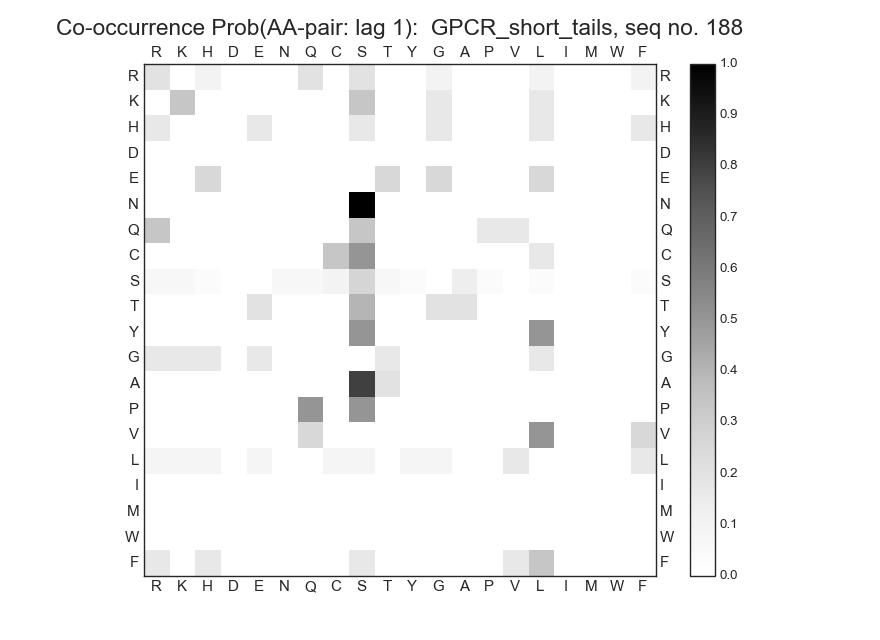 Co-occurrence Prob(AA-pair: lag 1):  GPCR_short_tails, seq no. 188
R K H D E N Q C S T Y G A P V L I M W F
1.0
R R
0.9
K K
H H
0.8
D D
E E
0.7
N N
0.6
Q Q
C C
0.5
S S
T T
Y Y
0.4
G G
A A
0.3
P P
V V
0.2
L L
I I
0.1
M M
W W
F F
0.0
R K H D E N Q C S T Y G A P V L I M W F